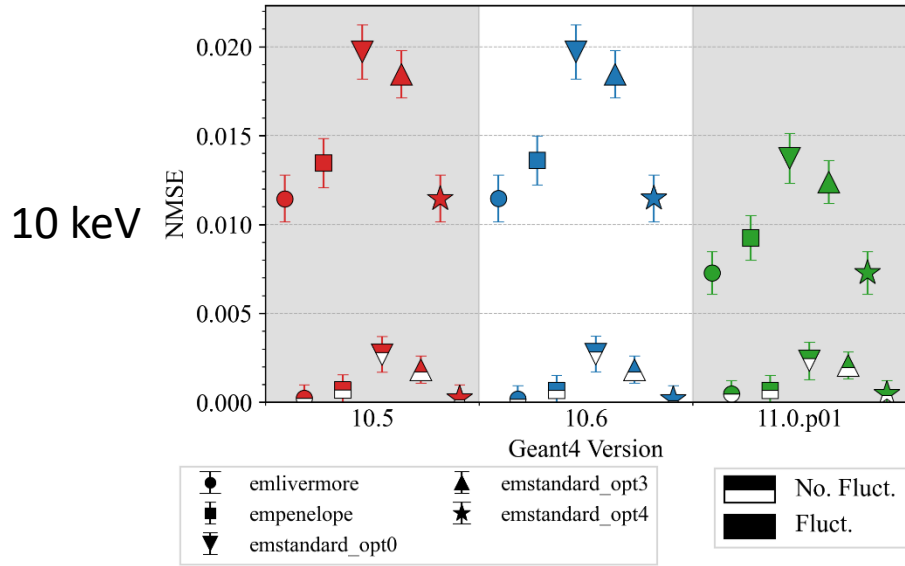 10 keV
NMSE
0.020
0.015
0.010
0.005
0.000
10.5 10.6 11.0.p01
Geant4 Version
emlivermore emstandard_opt3
empenelope emstandard_opt4
emstandard_opt0
No. Fluct.
Fluct.